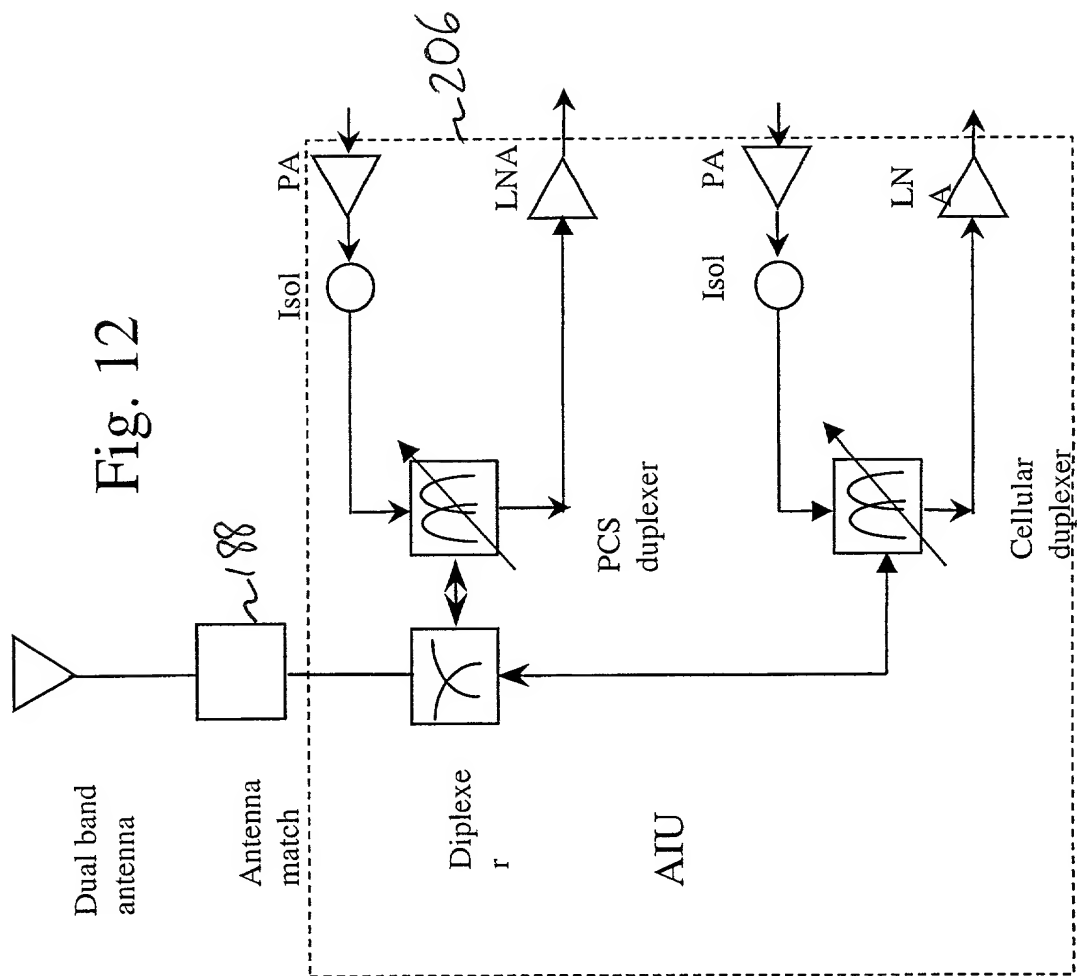 Fig. 12
Dual band
antenna
Antenna
match
~188
Diplexe
r
AIU
PCS
duplexer
Isol
PA
LNA
~206
Cellular
duplexer
Isol
PA
LN
A